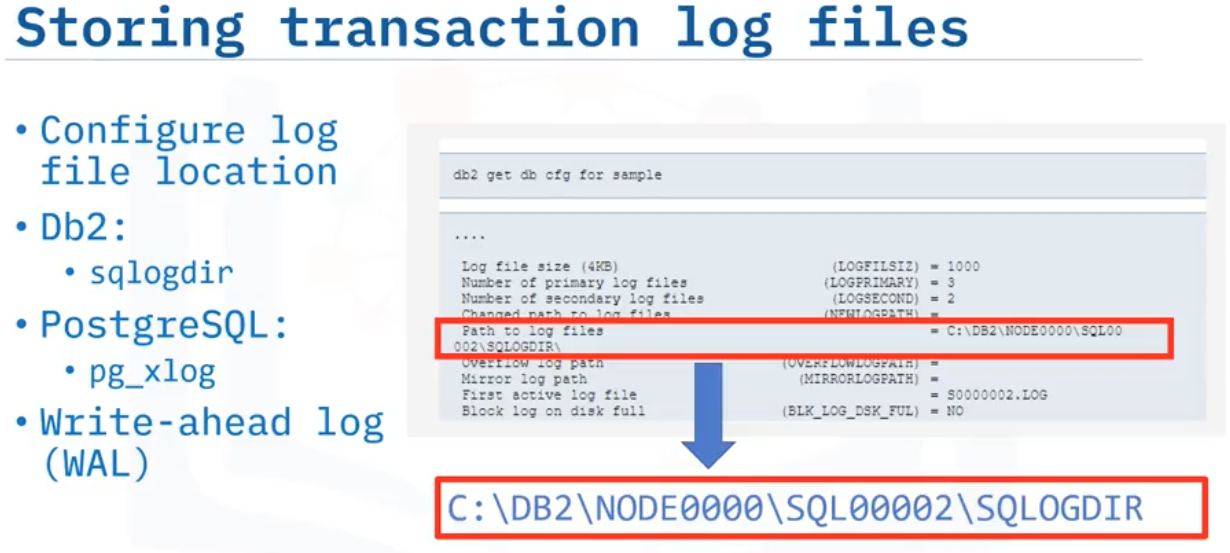 Storing transaction log files
• Configure log
file location
• Db2:
• sqlogdir
• PostgreSQL:
• pg_xlog
• Write-ahead log
(WAL)
db2 get db cfg for sample
....
Log file size (4KB) (LOGFILSIZ) = 1000
Number of primary log files (LOGPRIMARY) = 3
Number of secondary log files (LOGSECOND) = 2
Changed path to log files (NEWLOGPATH) =
Path to log files = C:\DB2\NODE0000\SQL00
002\SQLOGDIR\
Overflow log path (OVERFLOWLOGPATH) =
Mirror log path (MIRRORLOGPATH) =
First active log file = S0000002.LOG
Block log on disk full (BLK_LOG_DSK_FUL) = NO
C:\DB2\NODE0000\SQL00002\SQLOGDIR